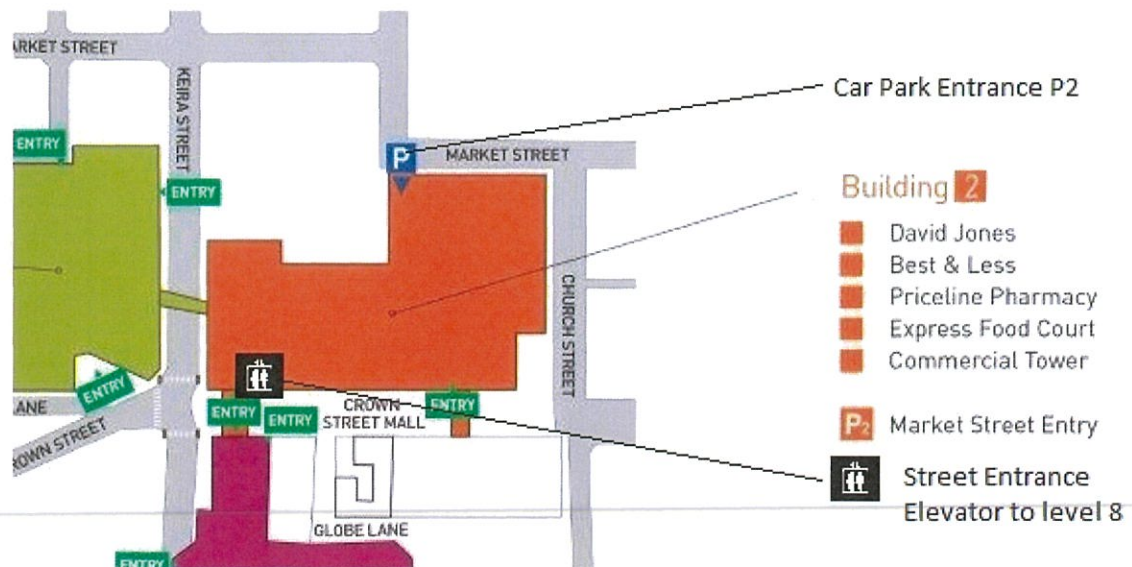 ARKET STREET
KEIRA STREET
ENTRY
ENTRY
P
MARKET STREET
CHURCH STREET
ENTRY
LANE
ROWN STREET
ENTRY
ENTRY
CROWN
STREET MALL
ENTRY
GLOBE LANE
ENTRY
Car Park Entrance P2
Building 2
David Jones
Best & Less
Priceline Pharmacy
Express Food Court
Commercial Tower
P2 Market Street Entry
Street Entrance
Elevator to level 8